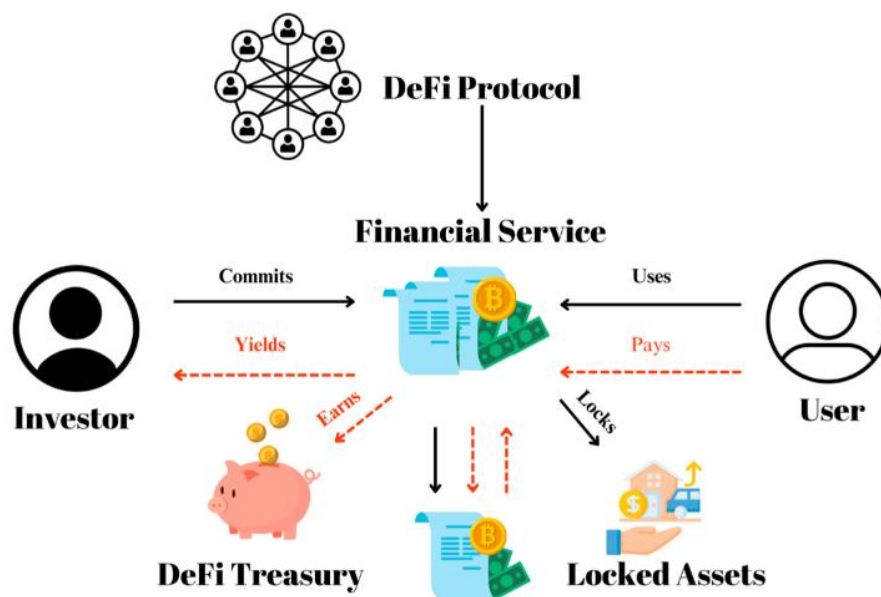 DeFi Protocol
Financial Service
Commits
Uses
Yields
Pays
Investor
Earns
Locks
User
DeFi Treasury
Locked Assets